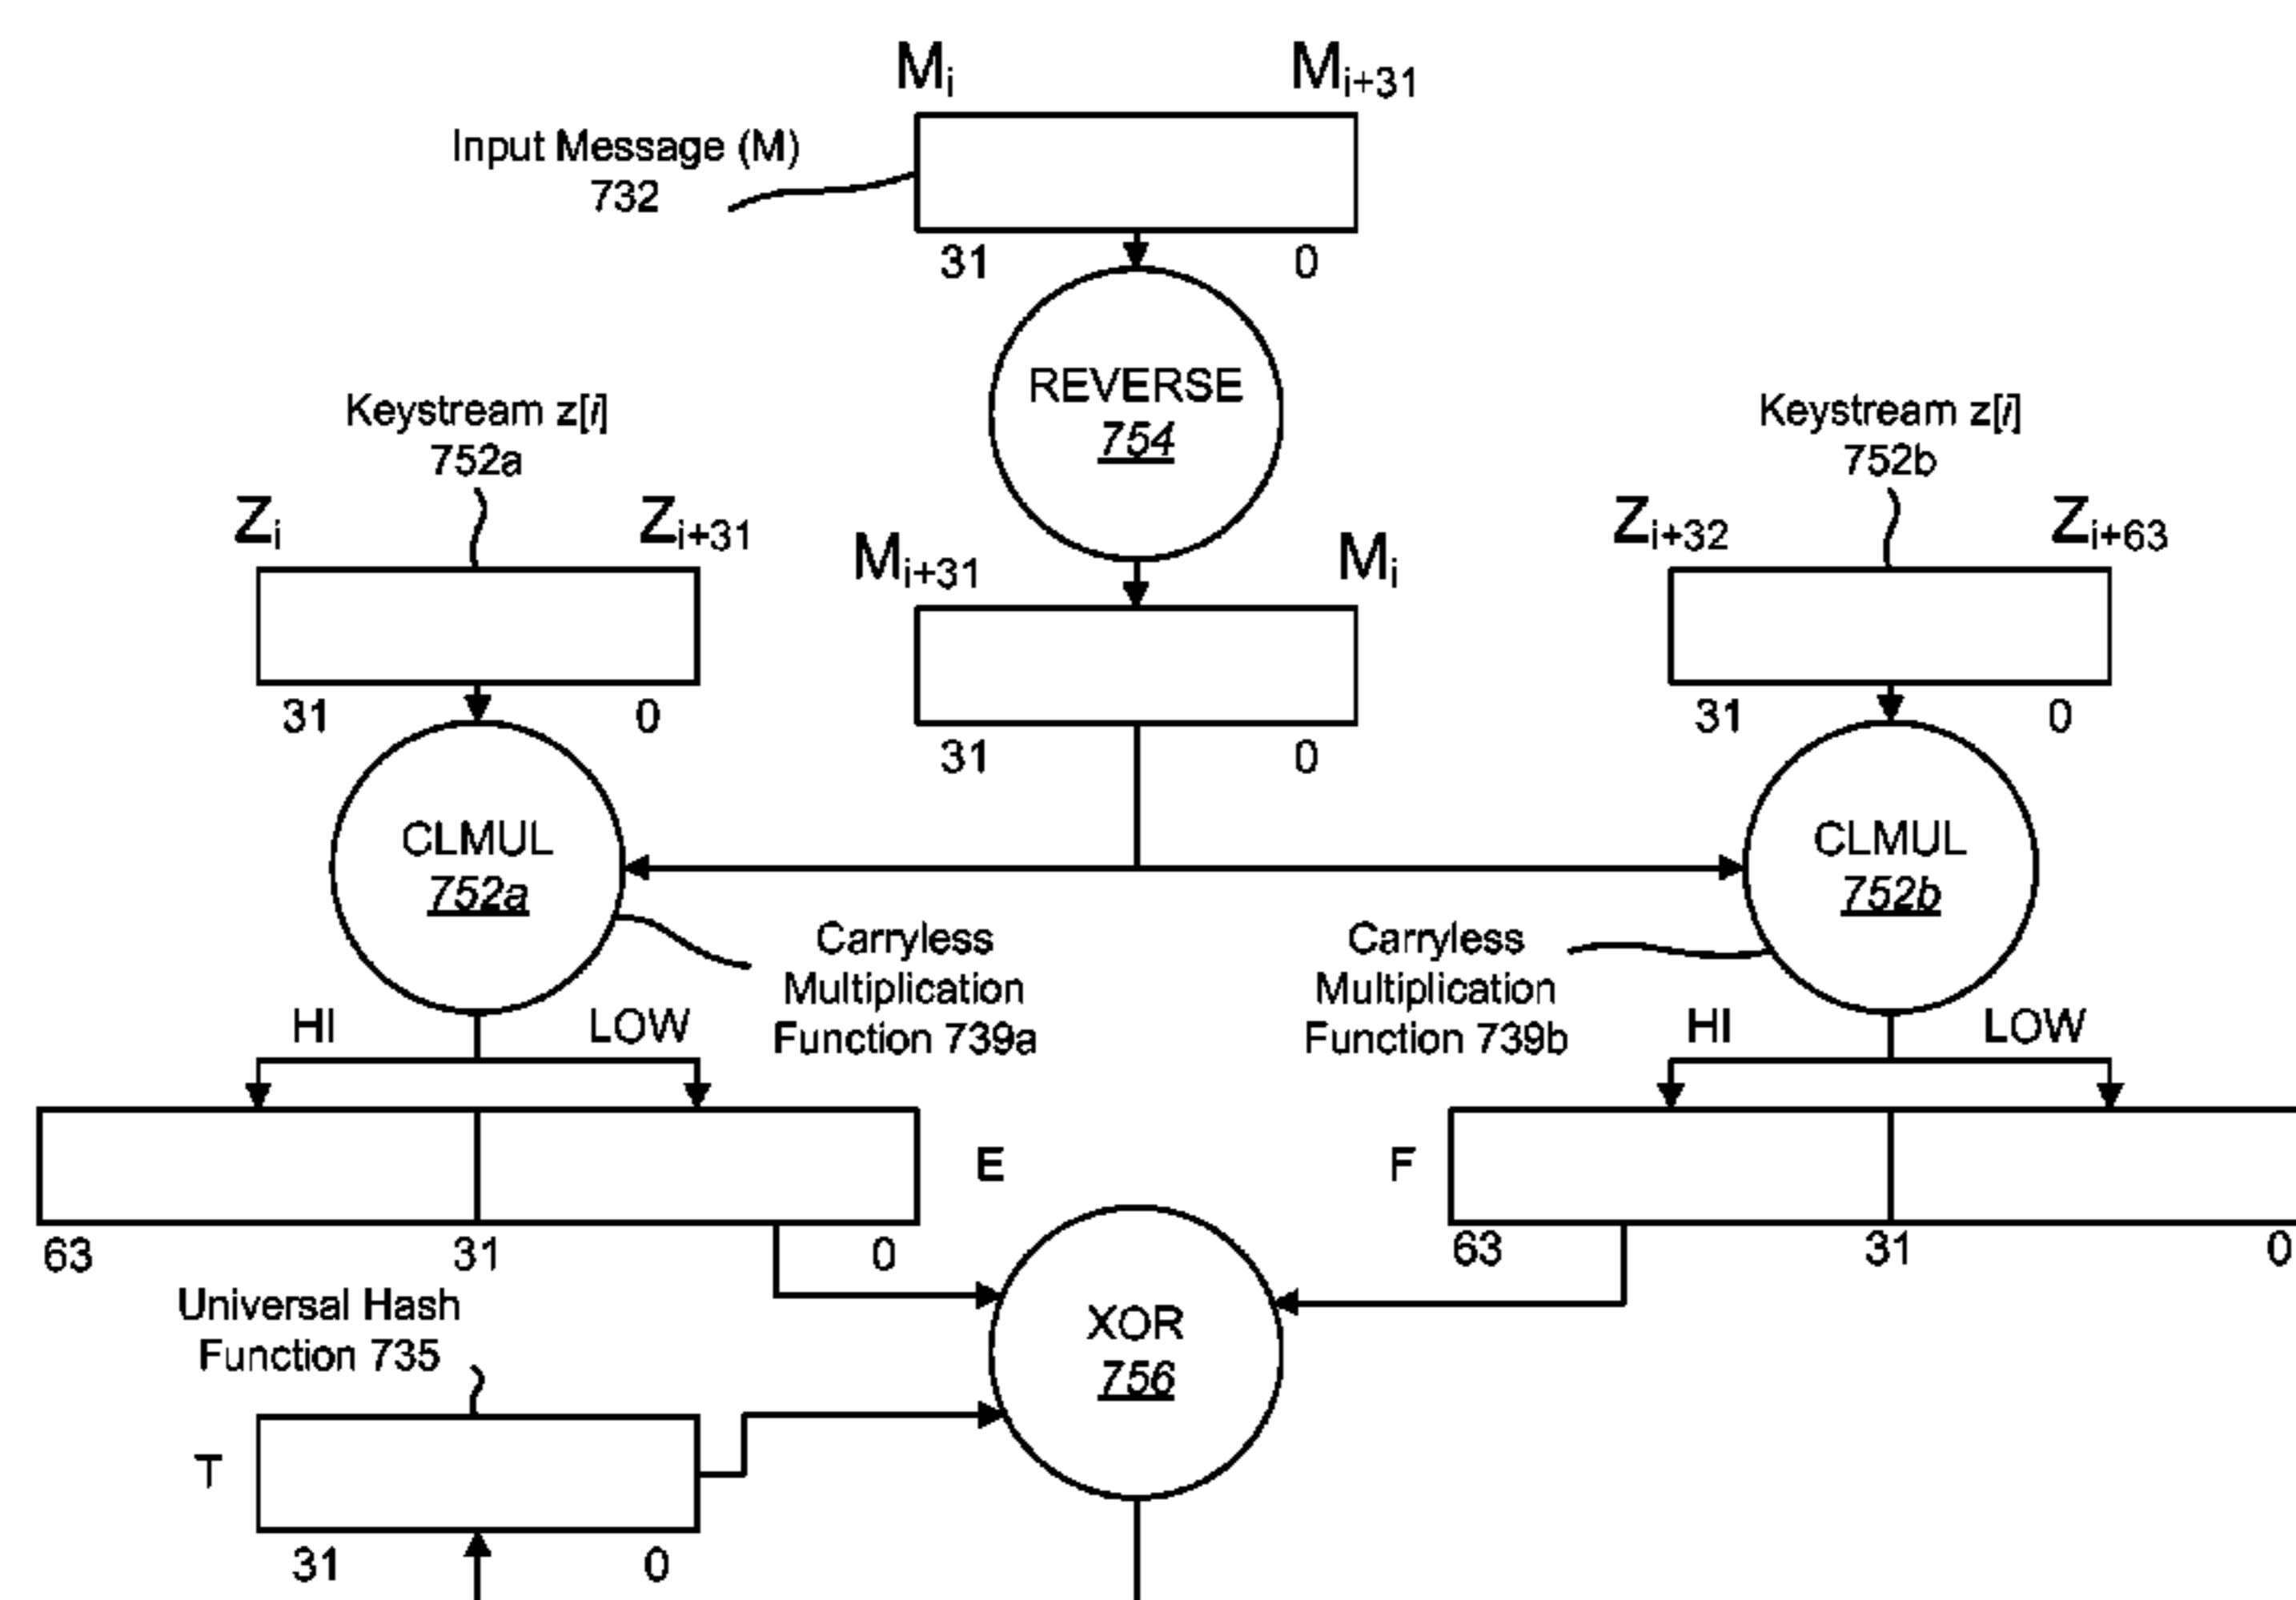 Mi Mi+31
Input Message (M)
732
31 0
REVERSE
754
Keystream z[i]
752a
Keystream z[i]
752b
Zi Zi+31
Mi+31 Mi
Zi+32 Zi+63
31 0
31 0
31 0
CLMUL
752a
CLMUL
752b
Carryless
Multiplication
Function 739a
Carryless
Multiplication
Function 739b
HI LOW
HI LOW
E
F
63 31 0
63 31 0
Universal Hash
Function 735
XOR
756
T
31 0